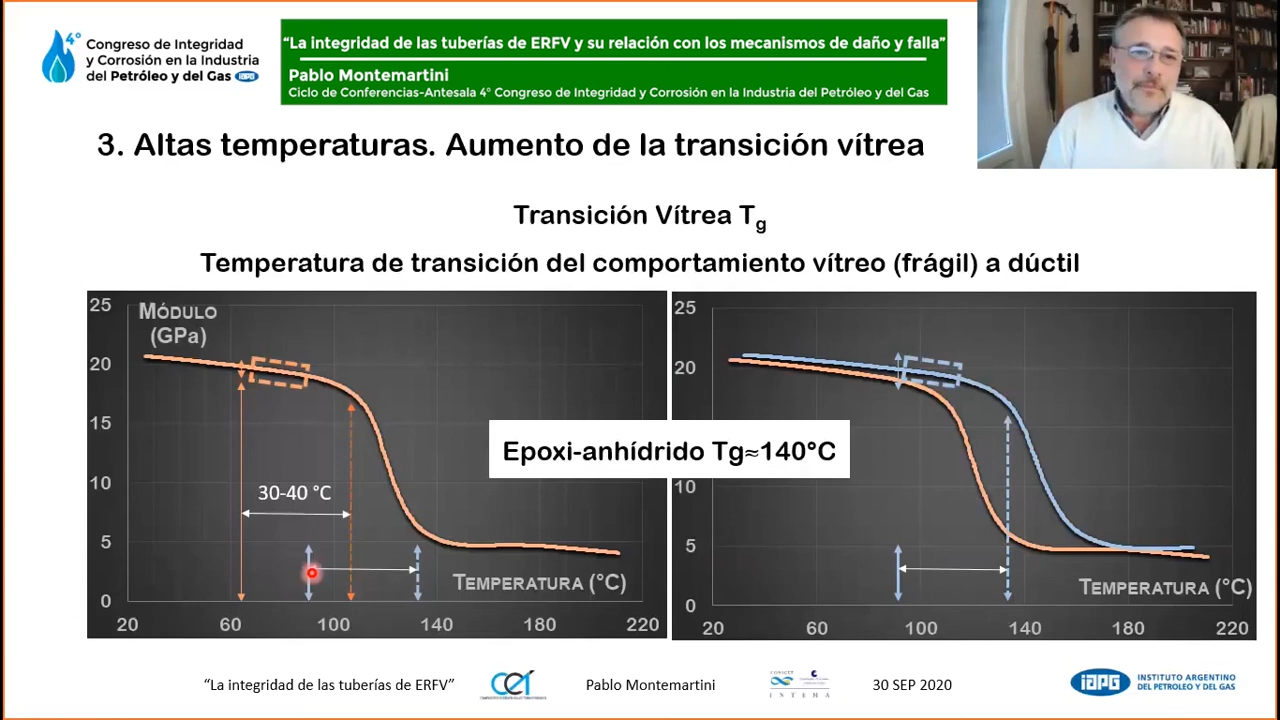 4°
Congreso de Integridad
y Corrosión en la Industria
del Petróleo y del Gas iapg
“La integridad de las tuberías de ERFV y su relación con los mecanismos de daño y falla”
Pablo Montemartini
Ciclo de Conferencias-Antesala 4° Congreso de Integridad y Corrosión en la Industria del Petróleo y del Gas
3. Altas temperaturas. Aumento de la transición vítrea
Transición Vítrea Tg
Temperatura de transición del comportamiento vítreo (frágil) a dúctil
25
20
15
10
5
0
MÓDULO
(GPa)
30-40 °C
TEMPERATURA (°C)
20 60 100 140 180 220
Epoxi-anhídrido Tg≈140°C
25
20
10
5
0
TEMPERATURA (°C)
20 60 100 140 180 220
“La integridad de las tuberías de ERFV”
Pablo Montemartini
CONICET
INTEMA
30 SEP 2020
iapg
INSTITUTO ARGENTINO
DEL PETROLEO Y DEL GAS